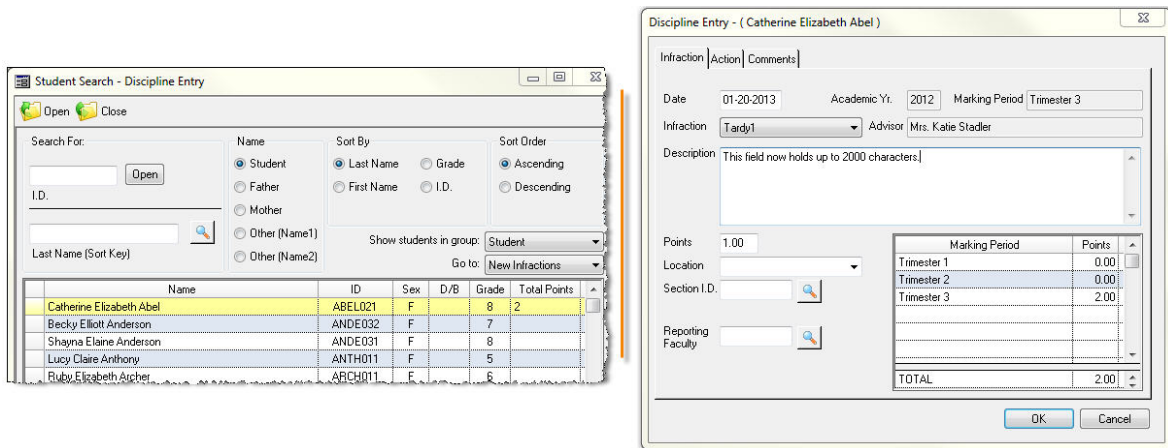 Student Search - Discipline Entry
Open Close
Search For:
Open
I.D.
Last Name (Sort Key)
Name
Student
Father
Mother
Other (Name1)
Other (Name2)
Sort By
Last Name Grade
First Name I.D.
Sort Order
Ascending
Descending
Show students in group: Student
Go to: New Infractions
Name ID Sex D/B Grade Total Points
Catherine Elizabeth Abel ABEL021 F 8 2
Becky Elliott Anderson ANDE032 F 7
Shayna Elaine Anderson ANDE031 F 8
Lucy Claire Anthony ANTH011 F 5
Ruby Elizabeth Archer ARCH011 F 6
Discipline Entry - ( Catherine Elizabeth Abel )
Infraction Action Comments
Date 01-20-2013 Academic Yr. 2012 Marking Period Trimester 3
Infraction Tardy1 Advisor Mrs. Katie Stadler
Description This field now holds up to 2000 characters.
Points 1.00
Location
Section I.D.
Reporting
Faculty
Marking Period Points
Trimester 1 0.00
Trimester 2 0.00
Trimester 3 2.00
TOTAL 2.00
OK Cancel